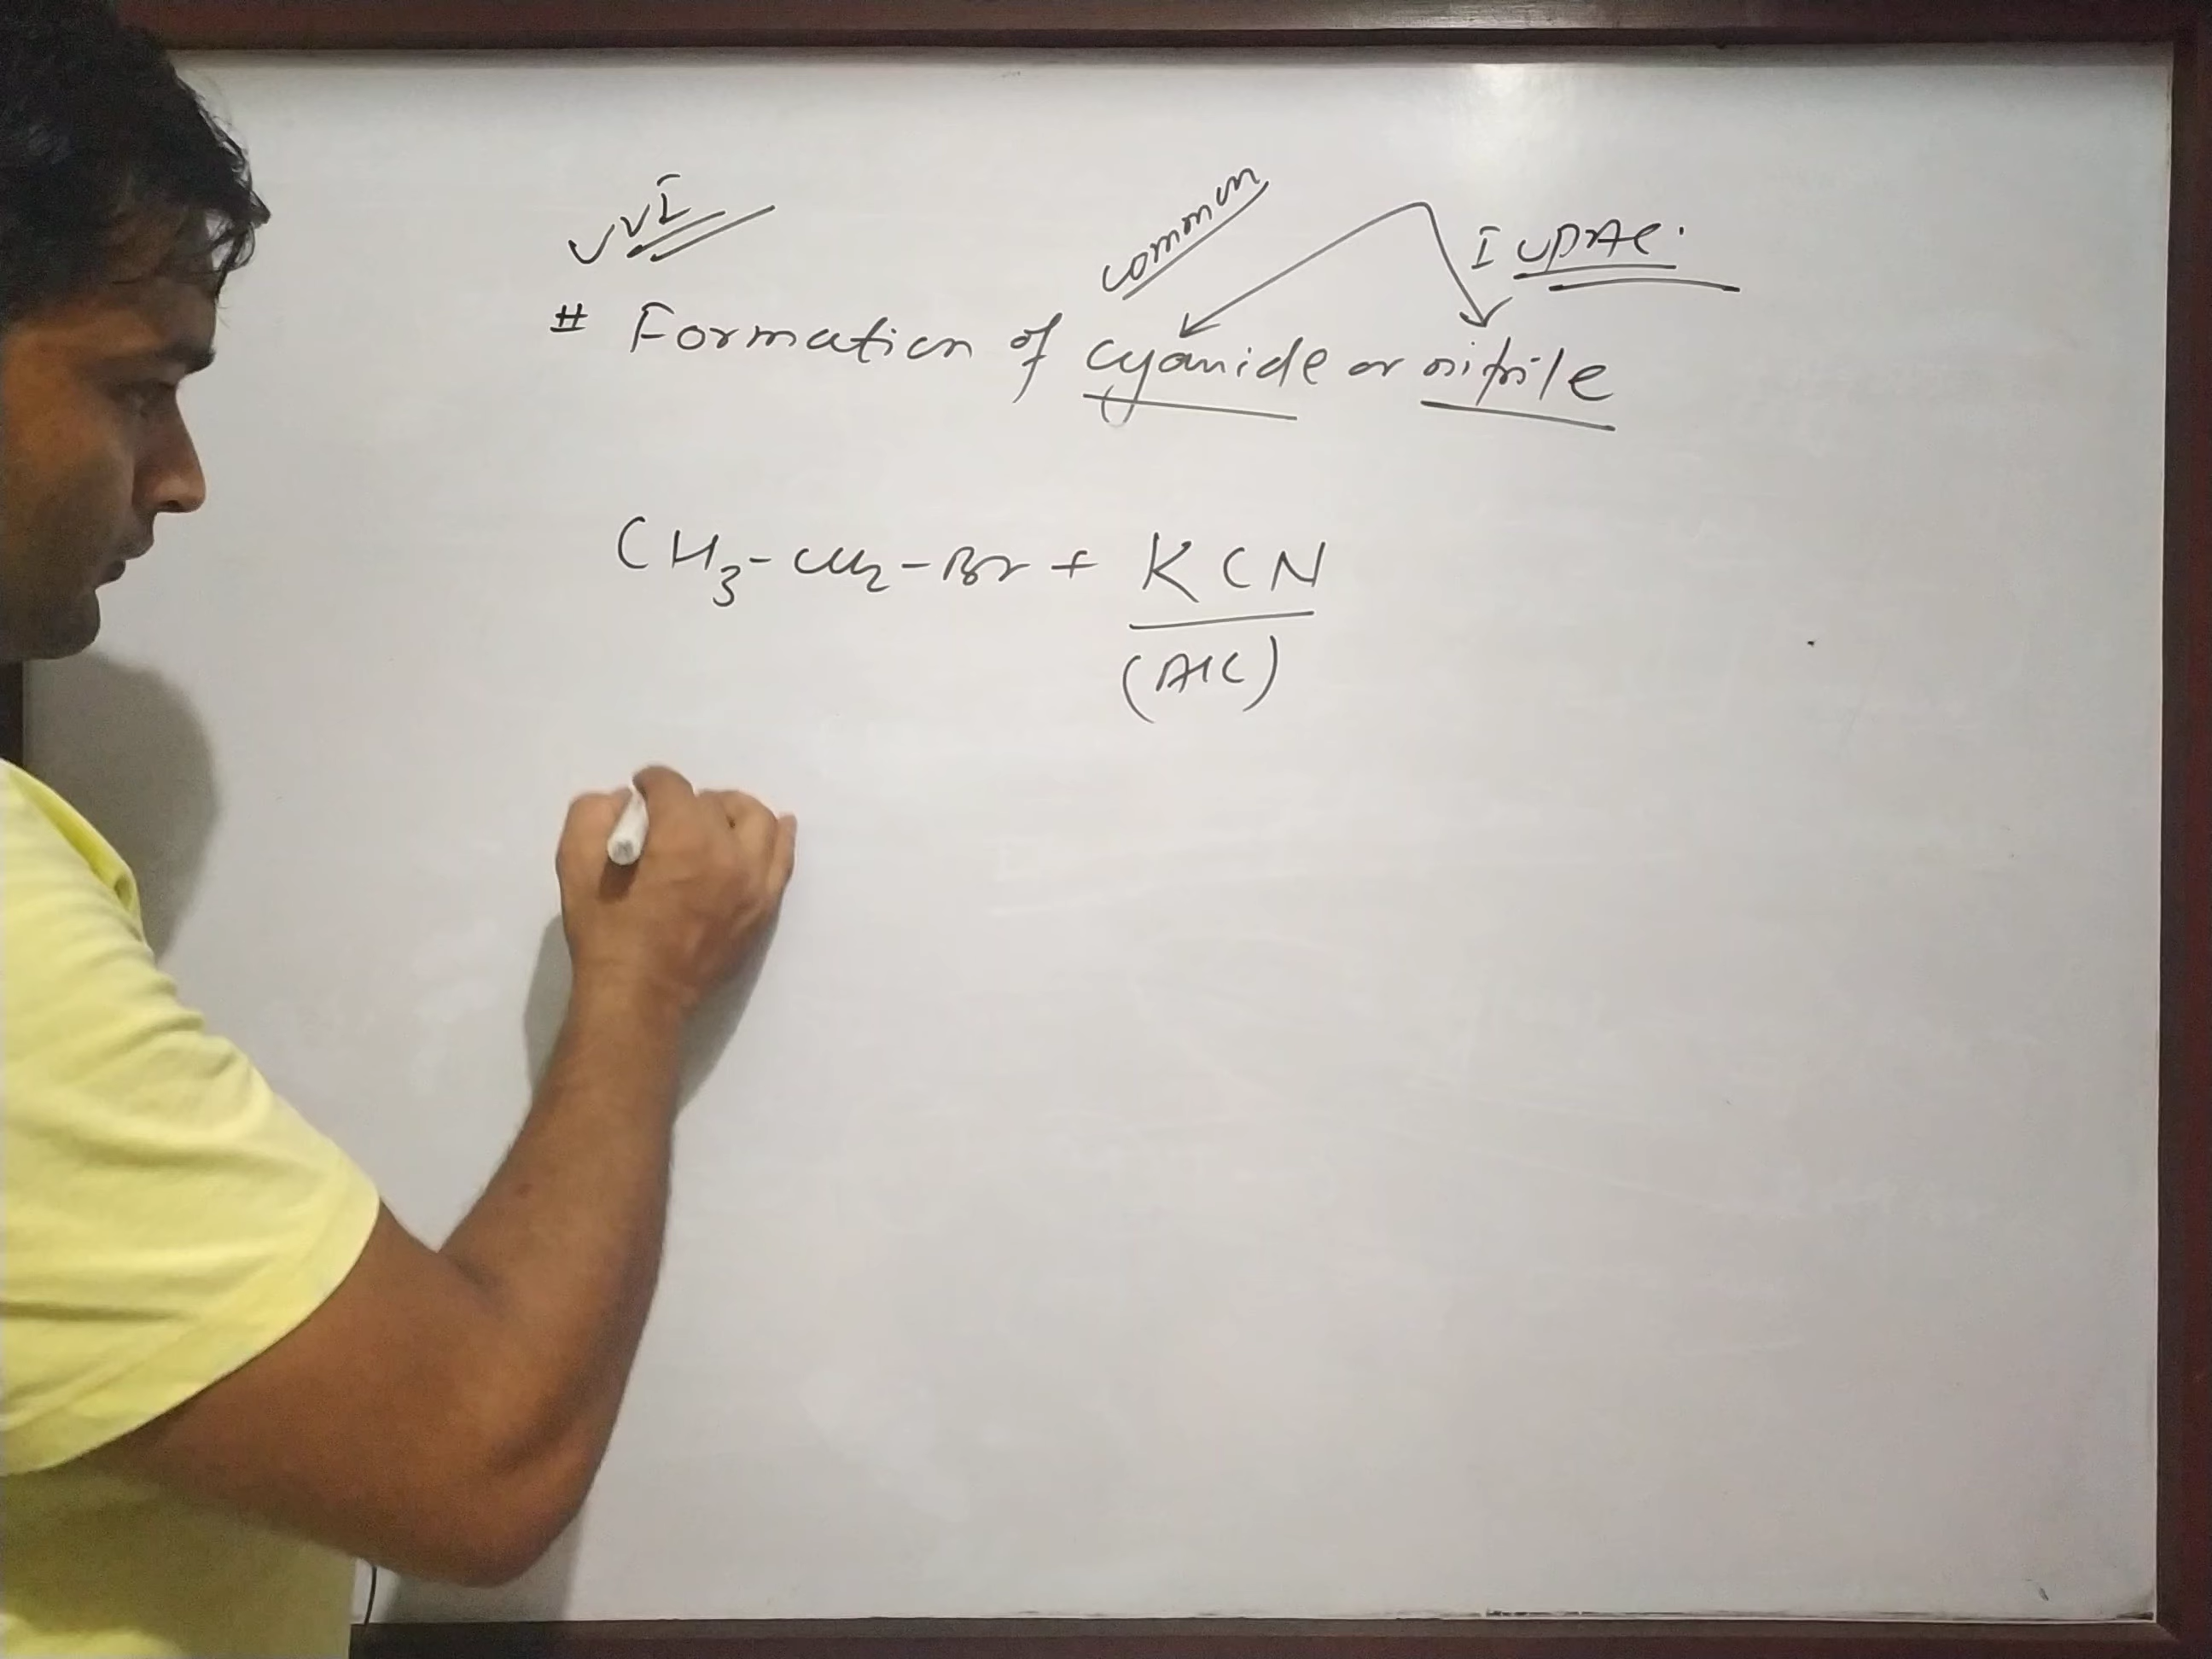 VVI
common
IUPAC.
# Formation of cyanide or nitrile
CH3-CH2-Br + KCN
(Alc)